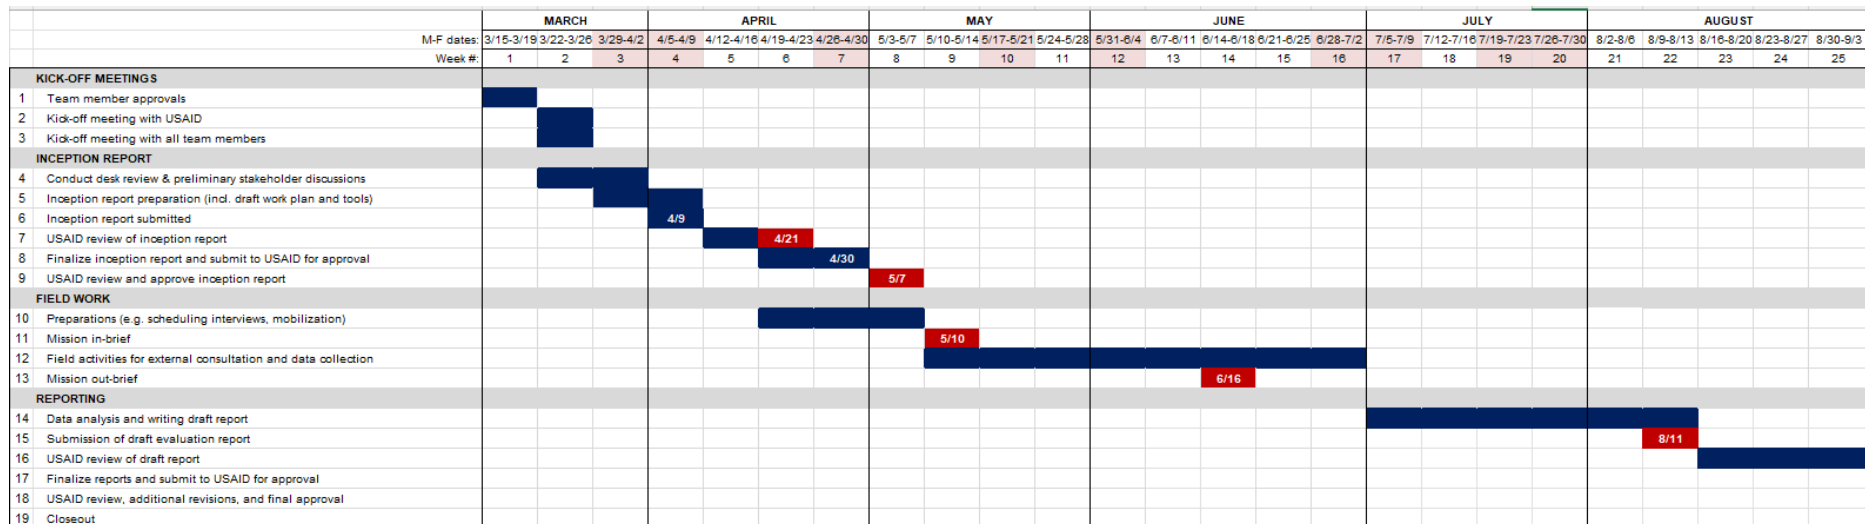 MARCH APRIL MAY JUNE JULY AUGUST
M-F dates: 3/15-3/19 3/22-3/26 3/29-4/2 4/5-4/9 4/12-4/16 4/19-4/23 4/26-4/30 5/3-5/7 5/10-5/14 5/17-5/21 5/24-5/28 5/31-6/4 6/7-6/11 6/14-6/18 6/21-6/25 6/28-7/2 7/5-7/9 7/12-7/16 7/19-7/23 7/26-7/30 8/2-8/6 8/9-8/13 8/16-8/20 8/23-8/27 8/30-9/3
Week #: 1 2 3 4 5 6 7 8 9 10 11 12 13 14 15 16 17 18 19 20 21 22 23 24 25
KICK-OFF MEETINGS
1 Team member approvals
2 Kick-off meeting with USAID
3 Kick-off meeting with all team members
INCEPTION REPORT
4 Conduct desk review & preliminary stakeholder discussions
5 Inception report preparation (incl. draft work plan and tools)
6 Inception report submitted 4/9
7 USAID review of inception report 4/21
8 Finalize inception report and submit to USAID for approval 4/30
9 USAID review and approve inception report 5/7
FIELD WORK
10 Preparations (e.g. scheduling interviews, mobilization)
11 Mission in-brief 5/10
12 Field activities for external consultation and data collection
13 Mission out-brief 6/16
REPORTING
14 Data analysis and writing draft report
15 Submission of draft evaluation report 8/11
16 USAID review of draft report
17 Finalize reports and submit to USAID for approval
18 USAID review, additional revisions, and final approval
19 Closeout